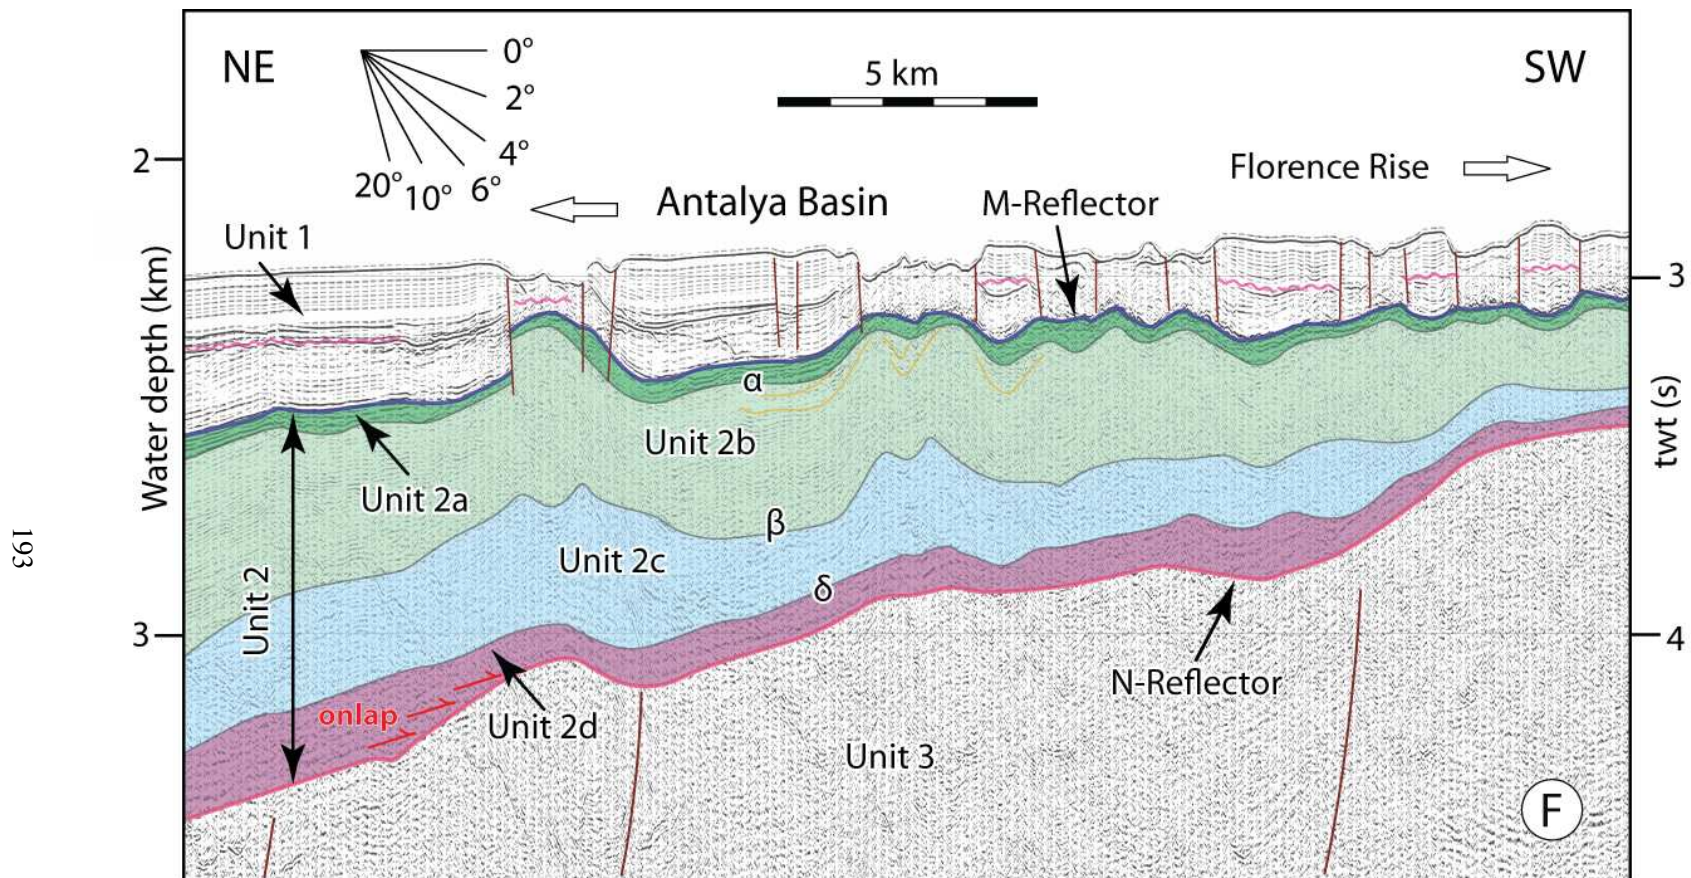 NE
0°
2°
4°
6°
10°
20°
5 km
SW
2
Florence Rise
Antalya Basin
M-Reflector
Unit 1
Water depth (km)
3
twt (s)
α
Unit 2b
Unit 2a
β
193
Unit 2c
Unit 2
δ
3
4
N-Reflector
onlap
Unit 2d
Unit 3
F